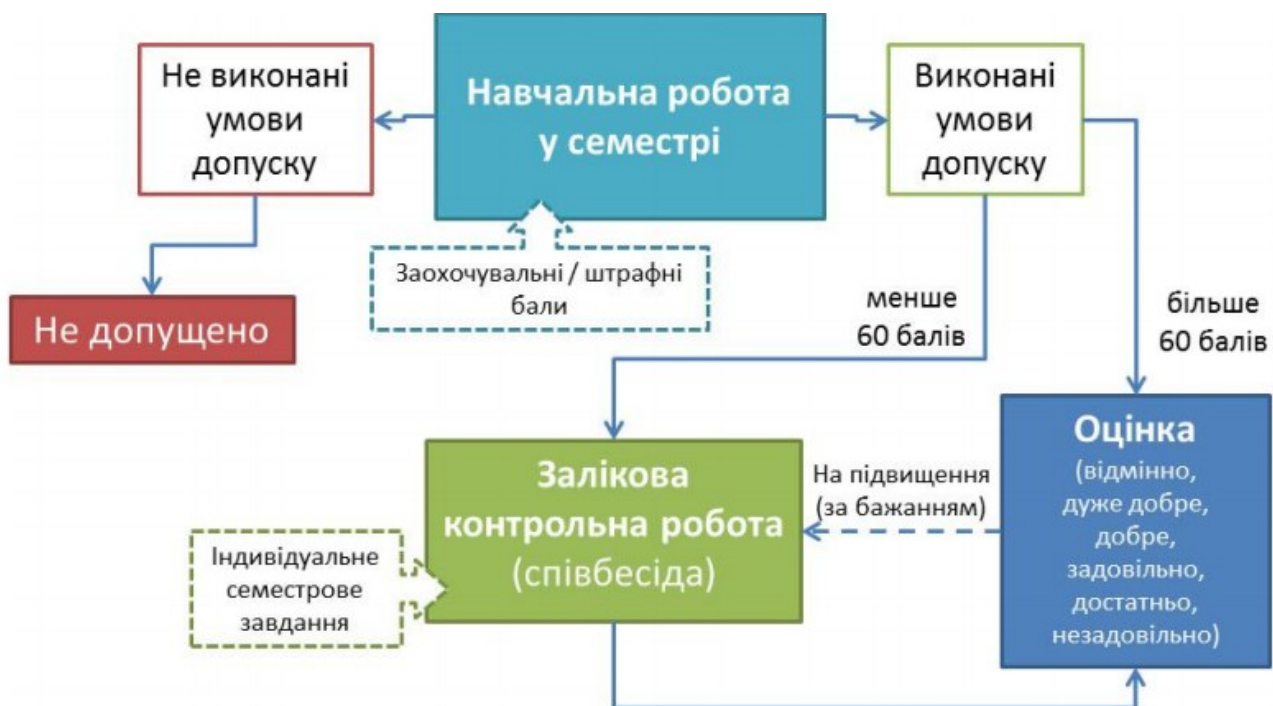 Не виконані
умови
допуску
Навчальна робота
у семестрі
Виконані
умови
допуску
Заохочувальні / штрафні
бали
Не допущено
менше
60 балів
більше
60 балів
Залікова
контрольна робота
(співбесіда)
На підвищення
(за бажанням)
Оцінка
(відмінно,
дуже добре,
добре,
задовільно,
достатньо,
незадовільно)
Індивідуальне
семестрове
завдання